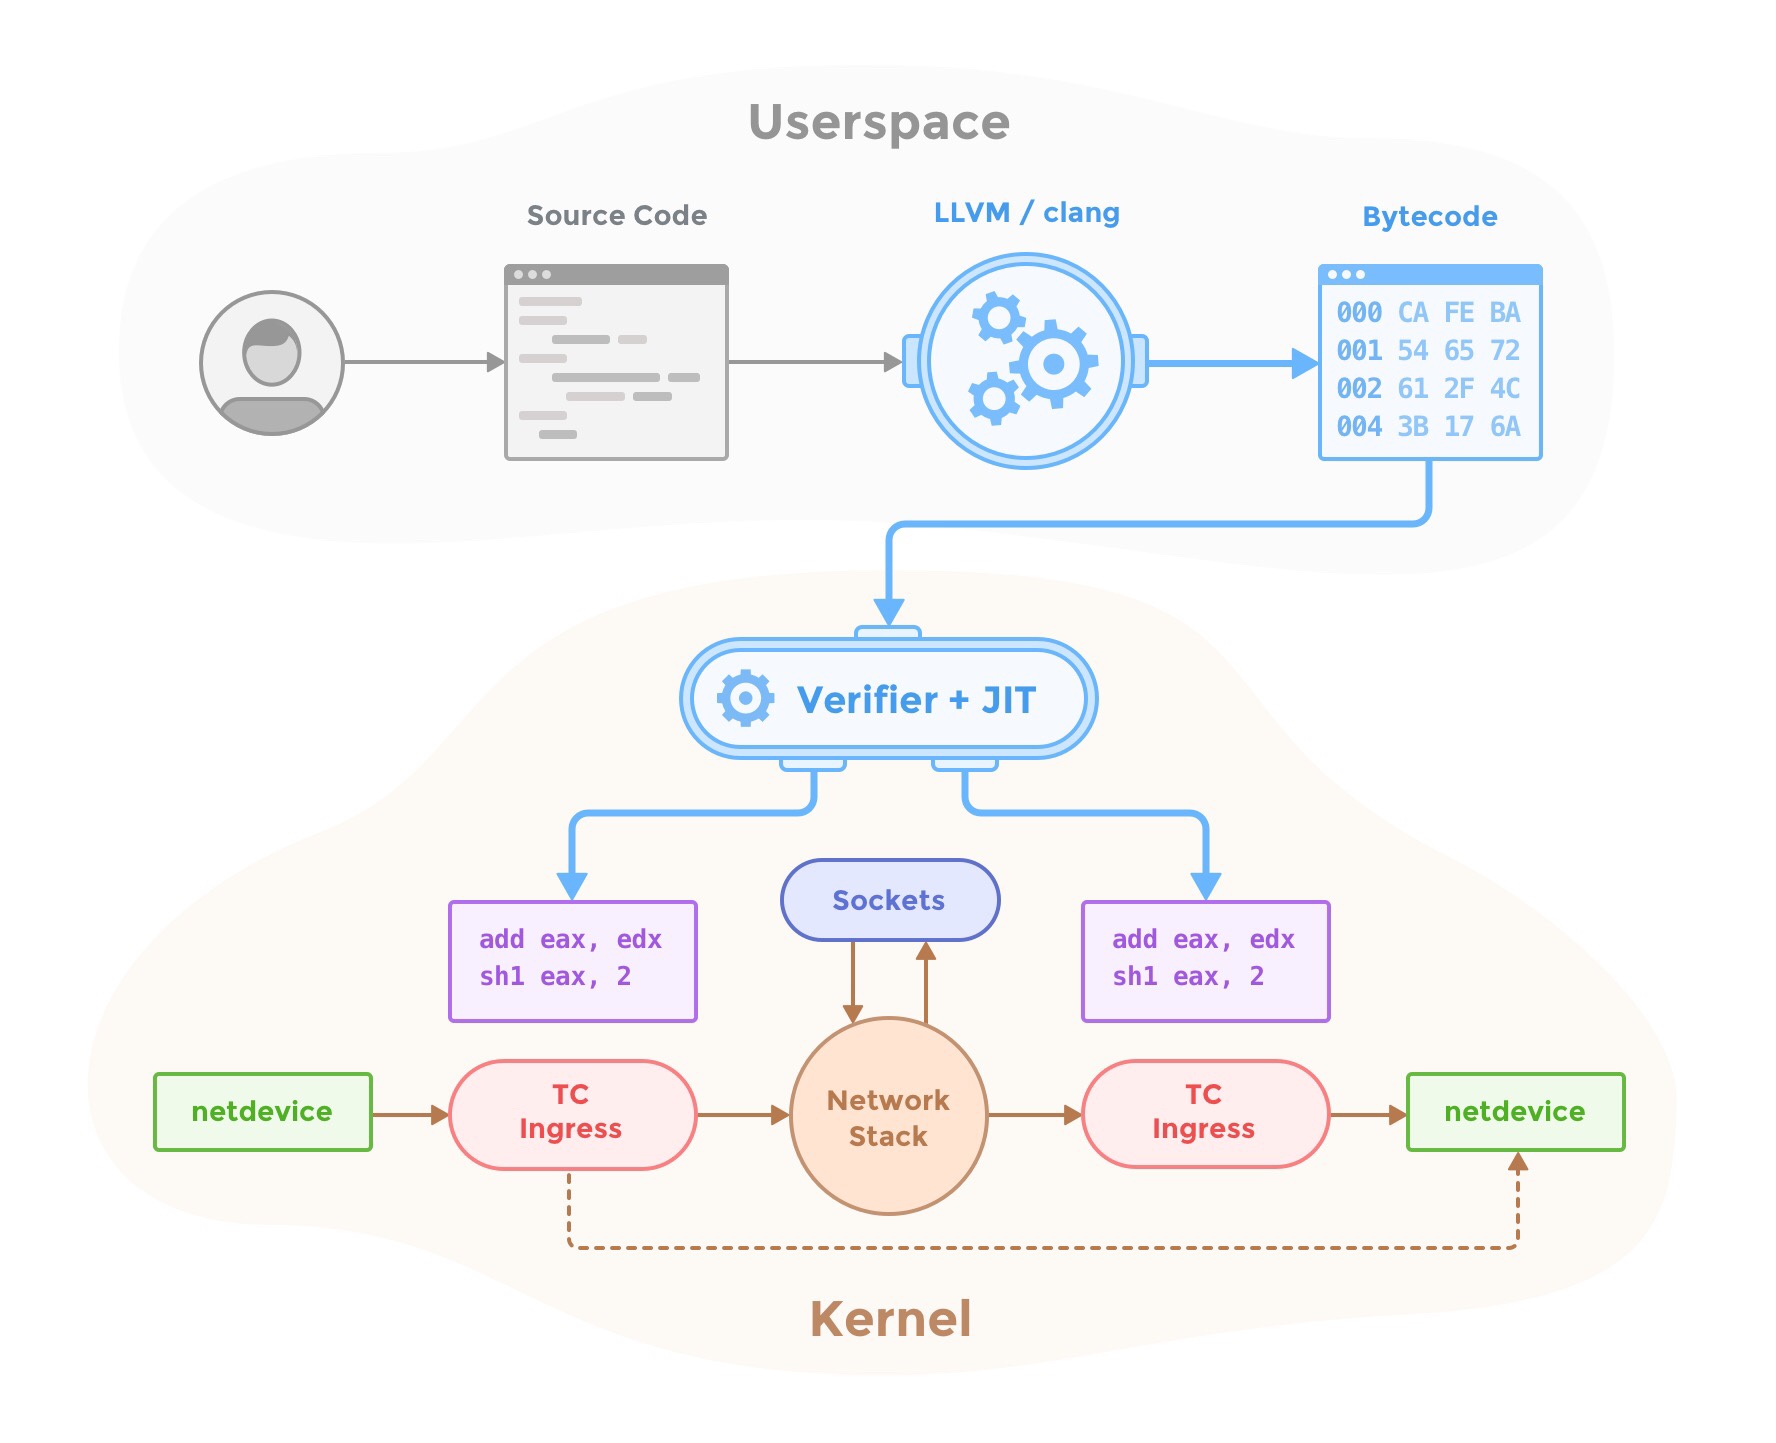 Userspace
Source Code
LLVM / clang
Bytecode
000 CA FE BA
001 54 65 72
002 61 2F 4C
004 3B 17 6A
Verifier + JIT
add eax, edx
sh1 eax, 2
Sockets
add eax, edx
sh1 eax, 2
netdevice
TC
Ingress
Network
Stack
TC
Ingress
netdevice
Kernel